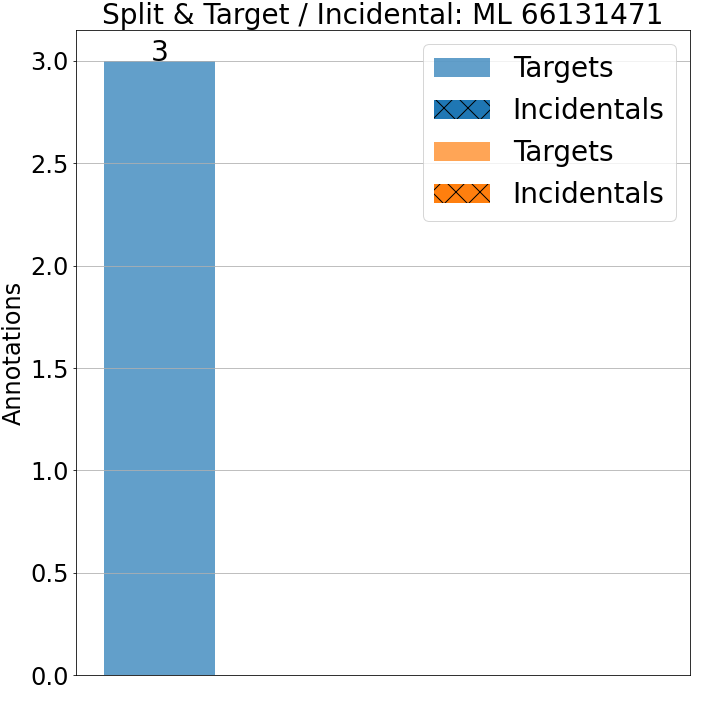 Split & Target / Incidental: ML 66131471
3
Targets
Incidentals
Targets
Incidentals
3.0
2.5
2.0
1.5
1.0
0.5
0.0
Annotations